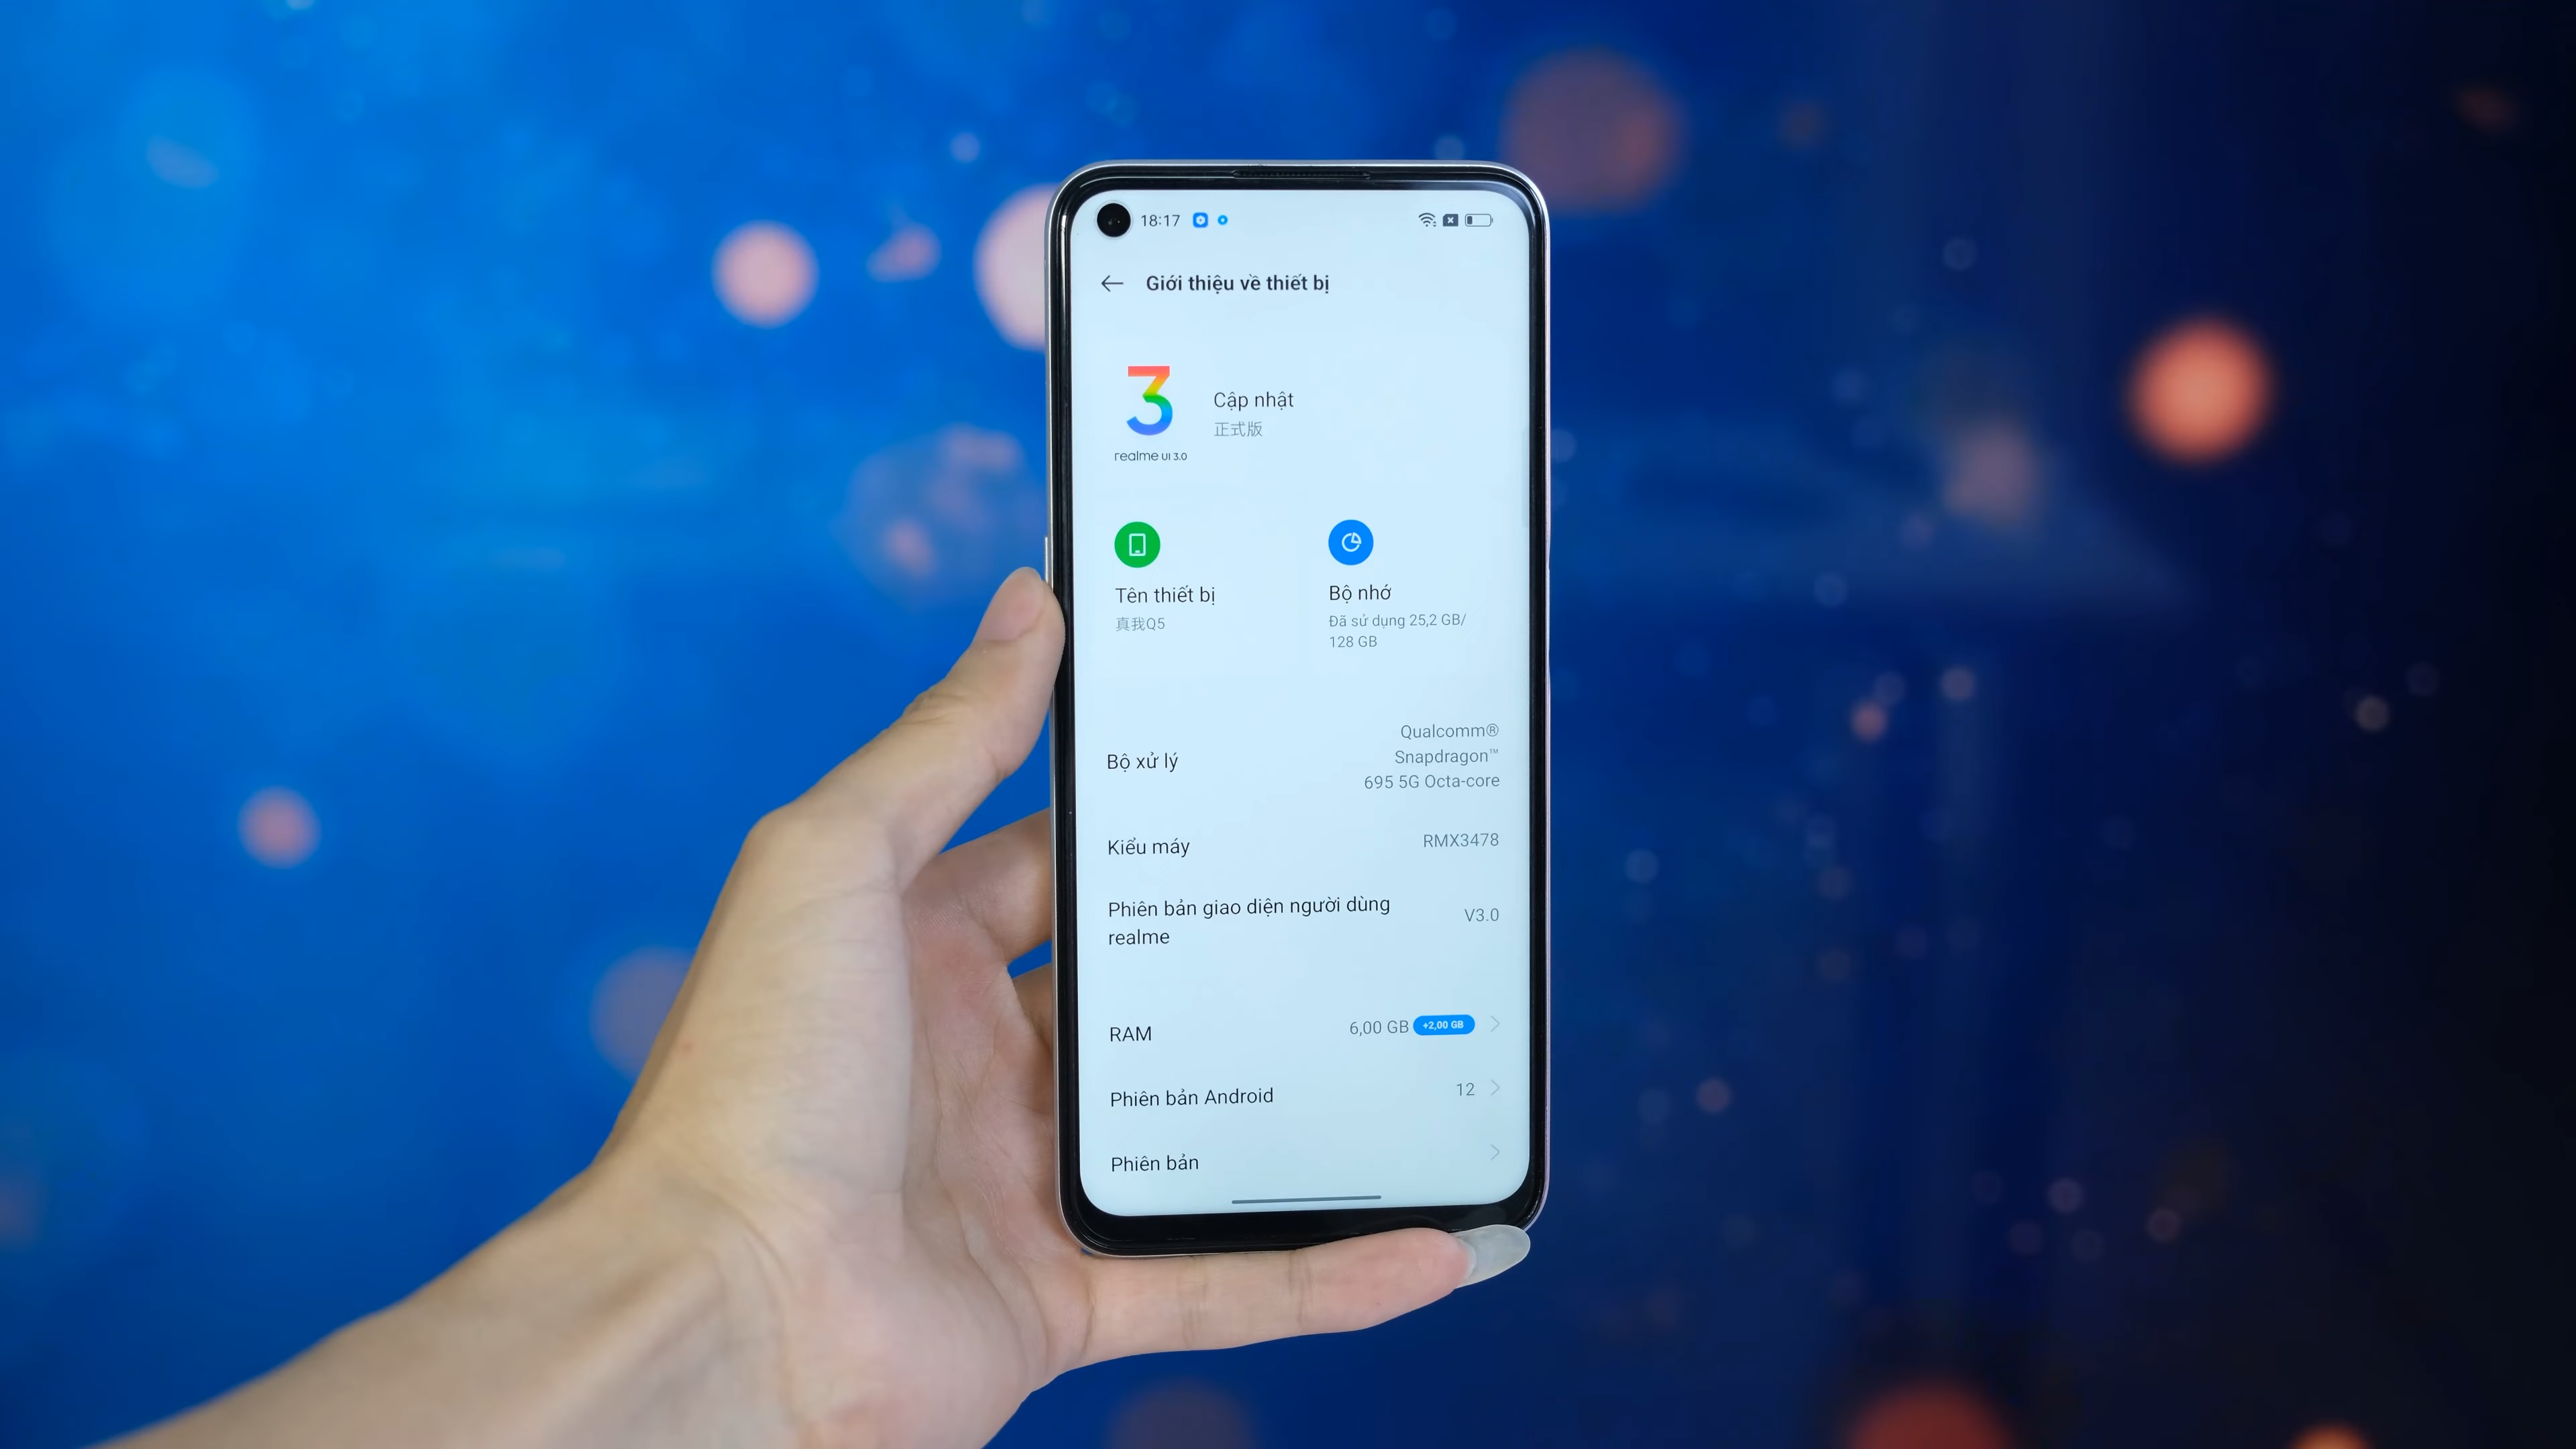 18:17
Giới thiệu về thiết bị
3
Cập nhật
正式版
realme UI 3.0
Tên thiết bị
真我Q5
Bộ nhớ
Đã sử dụng 25,2 GB/
128 GB
Bộ xử lý
Qualcomm®
Snapdragon™
695 5G Octa-core
Kiểu máy
RMX3478
Phiên bản giao diện người dùng
realme
V3.0
RAM
6,00 GB +2,00 GB
Phiên bản Android
12
Phiên bản